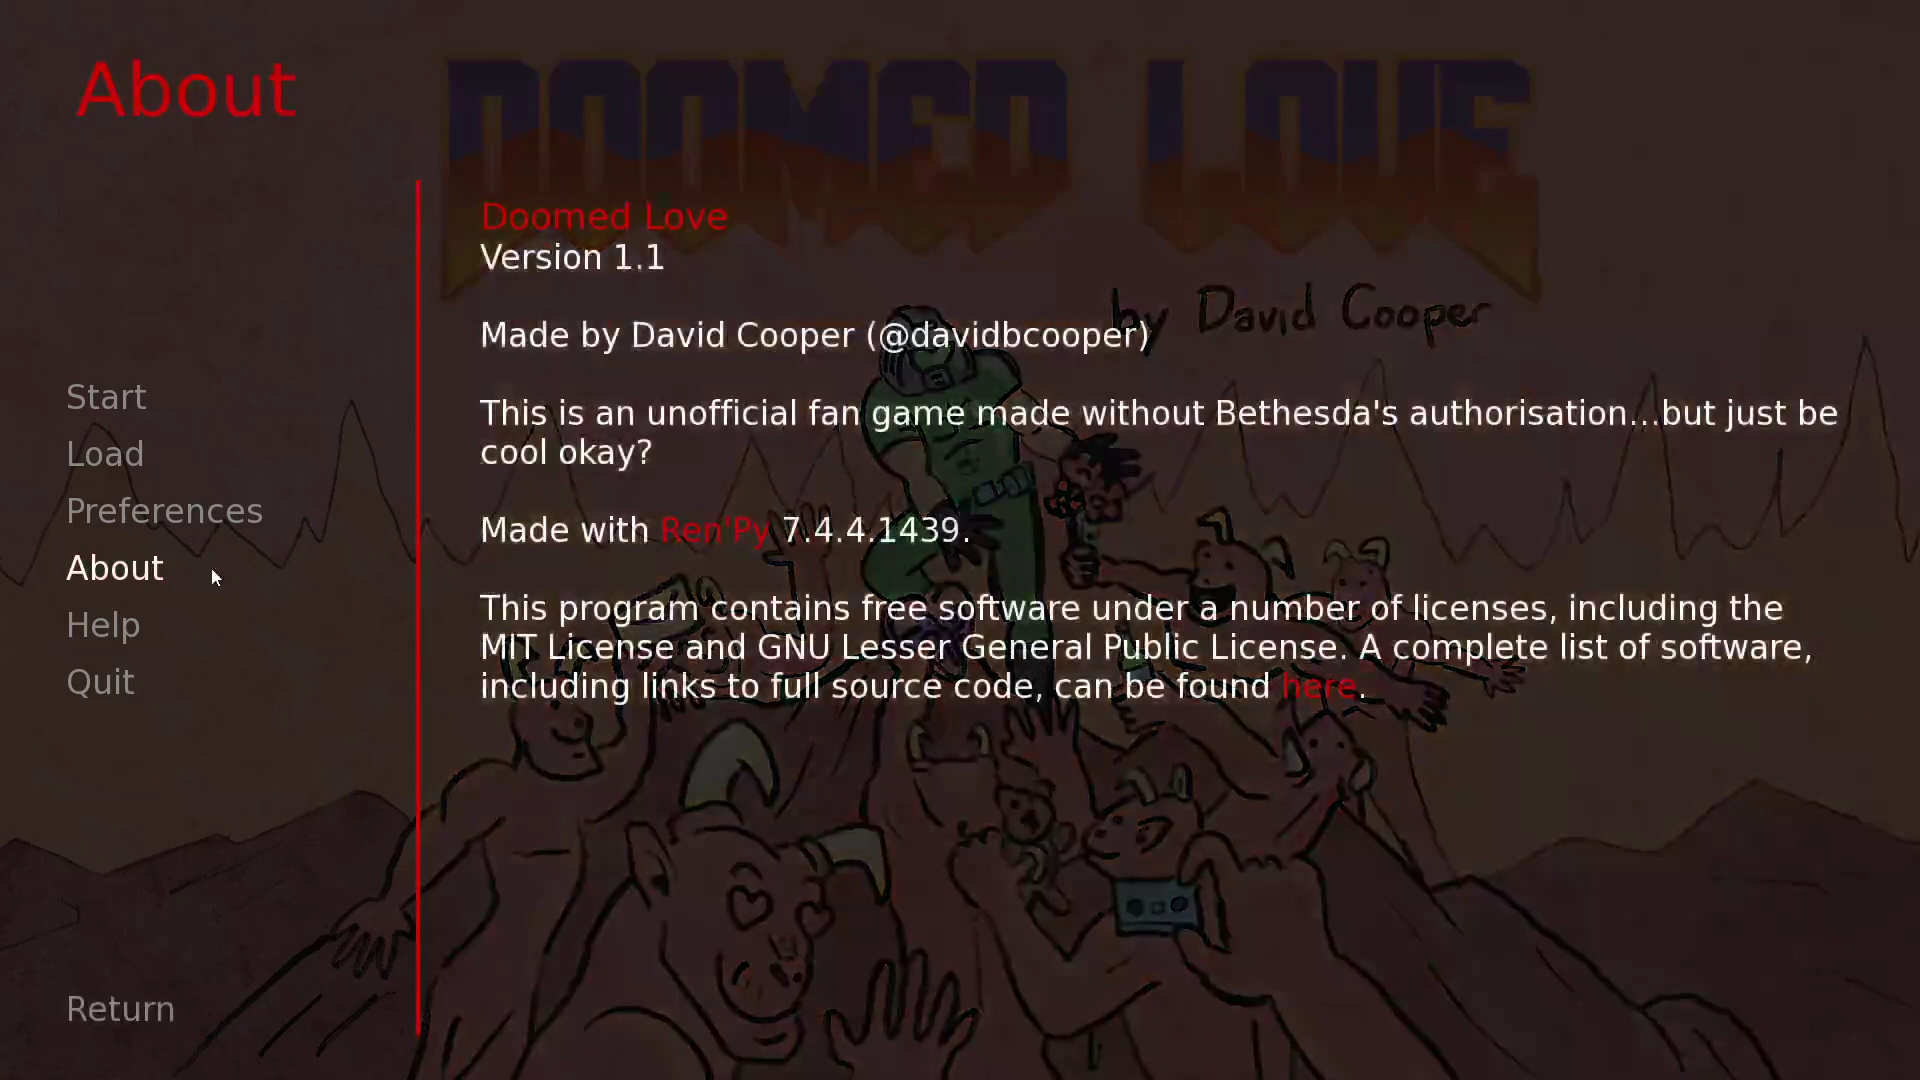 About
DOOMED LOVE
by David Cooper
Doomed Love
Version 1.1
Made by David Cooper (@davidbcooper)
This is an unofficial fan game made without Bethesda's authorisation...but just be
cool okay?
Made with Ren'Py 7.4.4.1439.
This program contains free software under a number of licenses, including the
MIT License and GNU Lesser General Public License. A complete list of software,
including links to full source code, can be found here.
Start
Load
Preferences
About
Help
Quit
Return